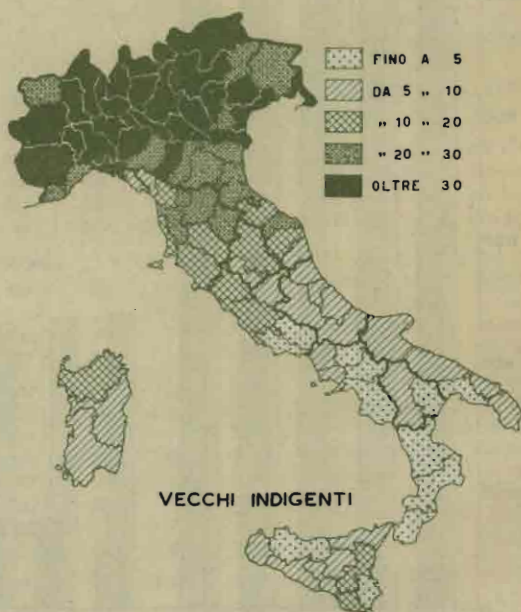 FINO A 5
DA 5 „ 10
„ 10 „ 20
„ 20 „ 30
OLTRE 30
VECCHI INDIGENTI